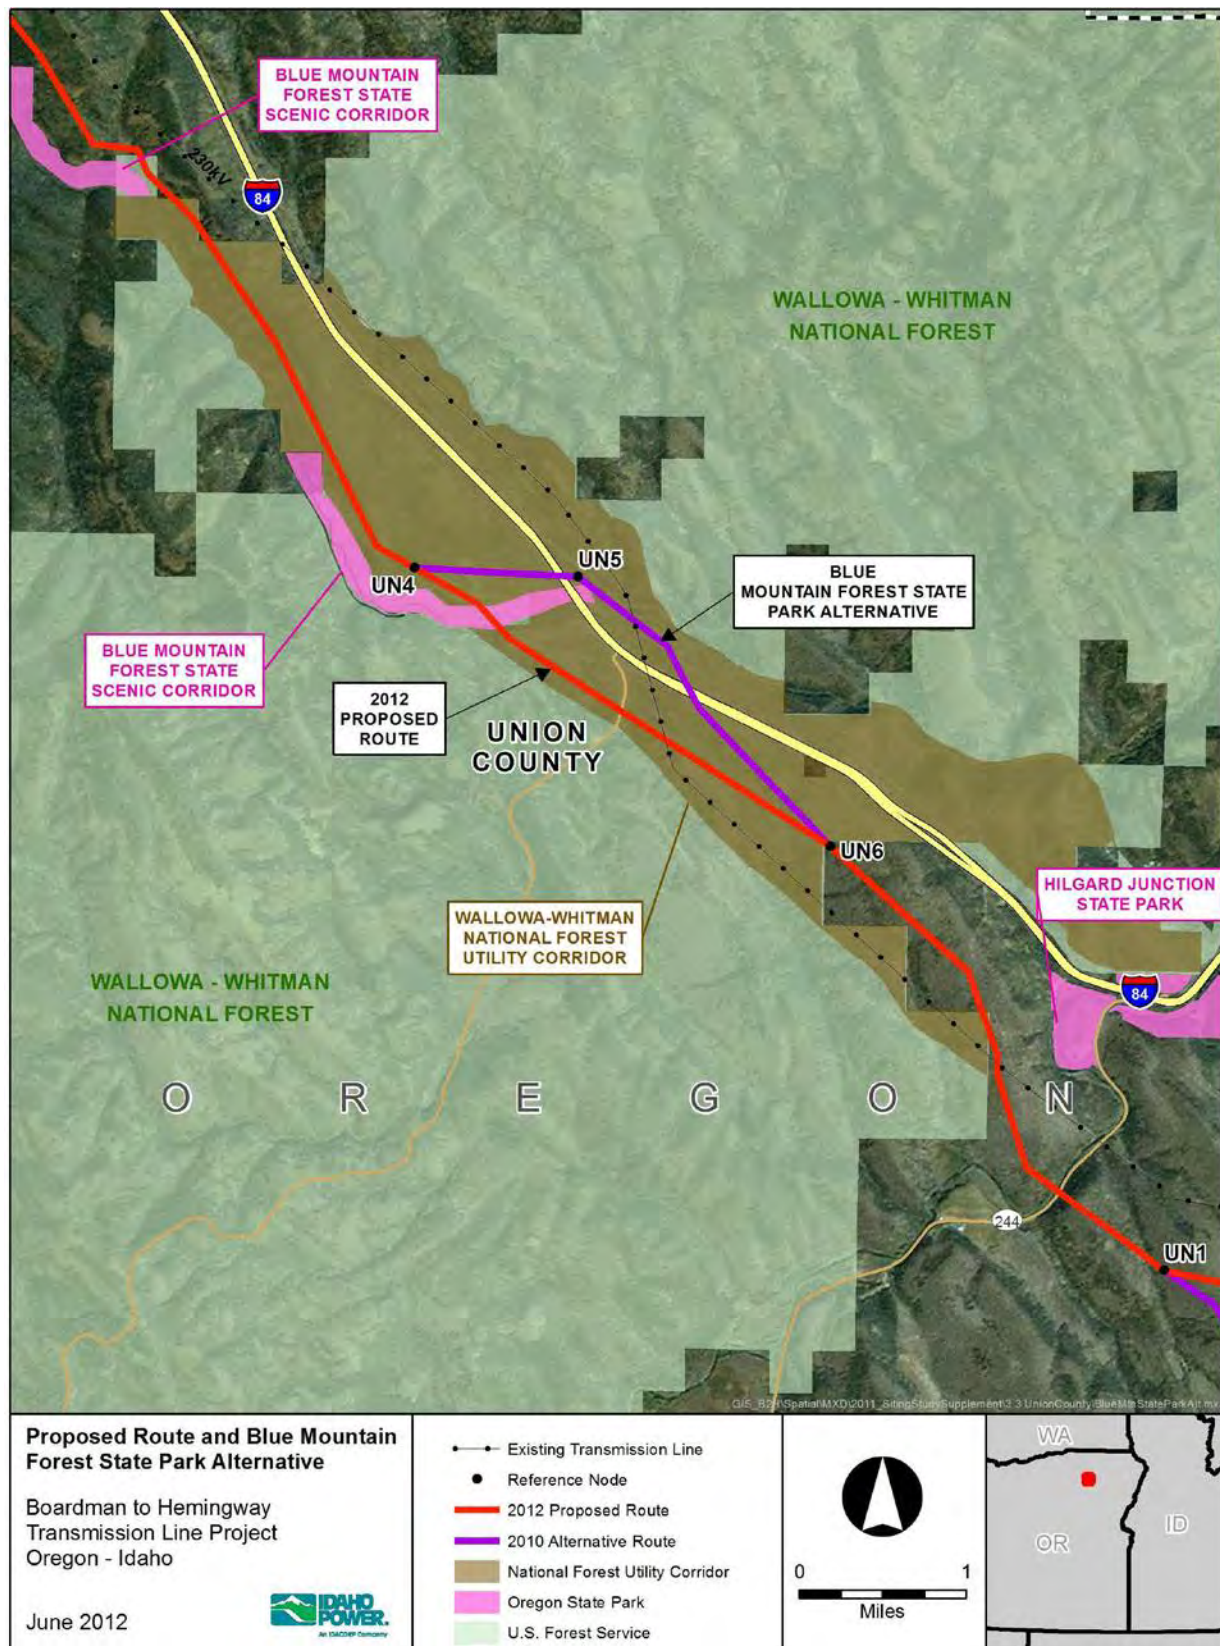 BLUE MOUNTAIN
FOREST STATE
SCENIC CORRIDOR
230kV
84
WALLOWA - WHITMAN
NATIONAL FOREST
UN5
UN4
BLUE
MOUNTAIN FOREST STATE
PARK ALTERNATIVE
BLUE MOUNTAIN
FOREST STATE
SCENIC CORRIDOR
2012
PROPOSED
ROUTE
UNION
COUNTY
UN6
HILGARD JUNCTION
STATE PARK
WALLOWA-WHITMAN
NATIONAL FOREST
UTILITY CORRIDOR
WALLOWA - WHITMAN
NATIONAL FOREST
84
O R E G O N
244
UN1
Proposed Route and Blue Mountain
Forest State Park Alternative
Boardman to Hemingway
Transmission Line Project
Oregon - Idaho
June 2012
IDAHO
POWER.
An IDACORP Company
Existing Transmission Line
Reference Node
2012 Proposed Route
2010 Alternative Route
National Forest Utility Corridor
Oregon State Park
U.S. Forest Service
0 1
Miles
WA
OR
ID